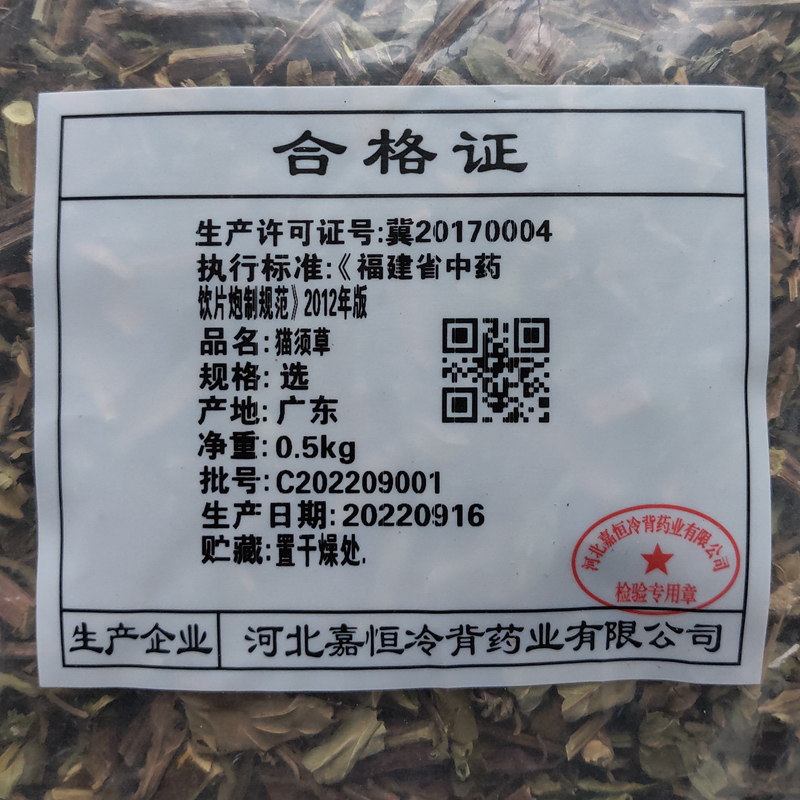 合格证
生产许可证号:冀20170004
执行标准:《福建省中药
饮片炮制规范》2012年版
品名:猫须草
规格: 选
产地: 广东
净重: 0.5kg
批号: C202209001
生产日期: 20220916
贮藏: 置干燥处.
河北嘉恒冷背药业有限公司
检验专用章
生产企业 河北嘉恒冷背药业有限公司